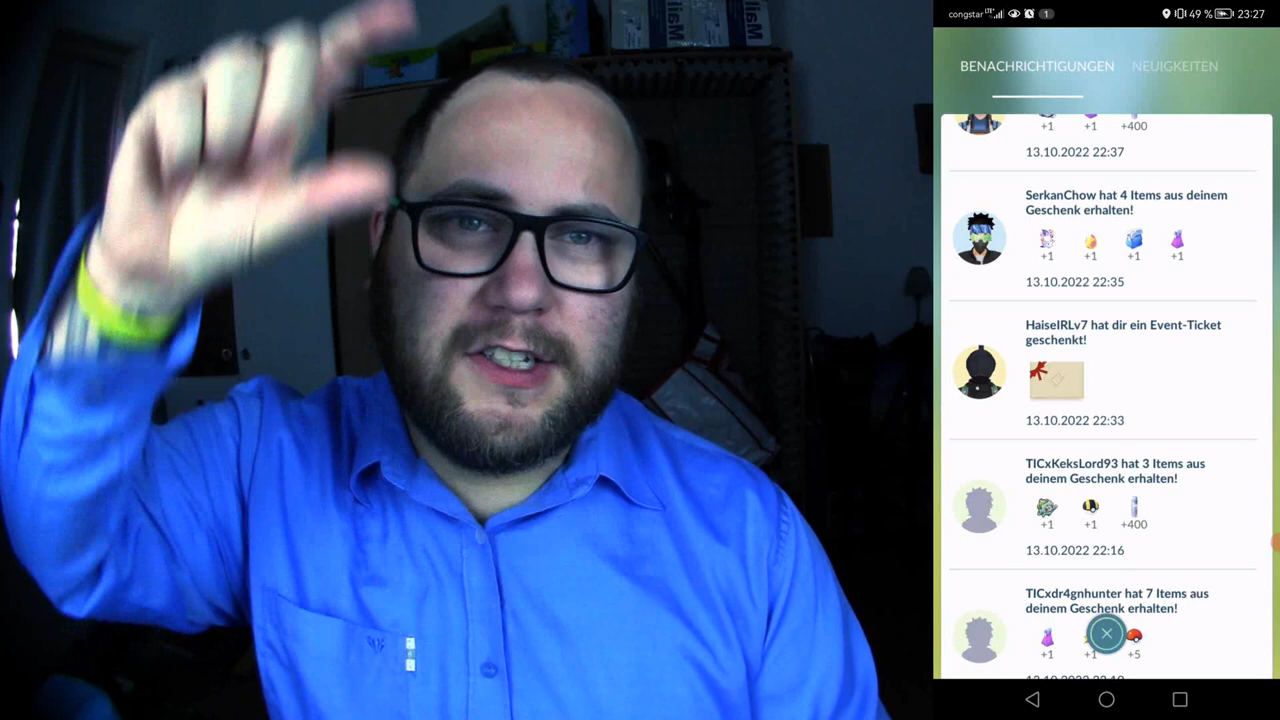 congstar LTE 1 49 % 23:27
BENACHRICHTIGUNGEN NEUIGKEITEN
+1 +1 +400
13.10.2022 22:37
SerkanChow hat 4 Items aus deinem
Geschenk erhalten!
+1 +1 +1 +1
13.10.2022 22:35
HaiseIRLv7 hat dir ein Event-Ticket
geschenkt!
13.10.2022 22:33
TICxKeksLord93 hat 3 Items aus
deinem Geschenk erhalten!
+1 +1 +400
13.10.2022 22:16
TICxdr4gnhunter hat 7 Items aus
deinem Geschenk erhalten!
+1 +1 +5